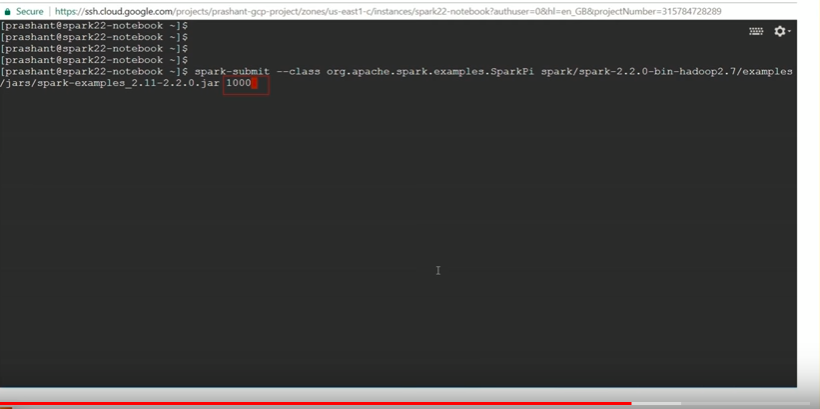 Secure https://ssh.cloud.google.com/projects/prashant-gcp-project/zones/us-east1-c/instances/spark22-notebook?authuser=0&hl=en_GB&projectNumber=315784728289
[prashant@spark22-notebook ~]$
[prashant@spark22-notebook ~]$
[prashant@spark22-notebook ~]$
[prashant@spark22-notebook ~]$
[prashant@spark22-notebook ~]$ spark-submit --class org.apache.spark.examples.SparkPi spark/spark-2.2.0-bin-hadoop2.7/examples
/jars/spark-examples_2.11-2.2.0.jar 1000